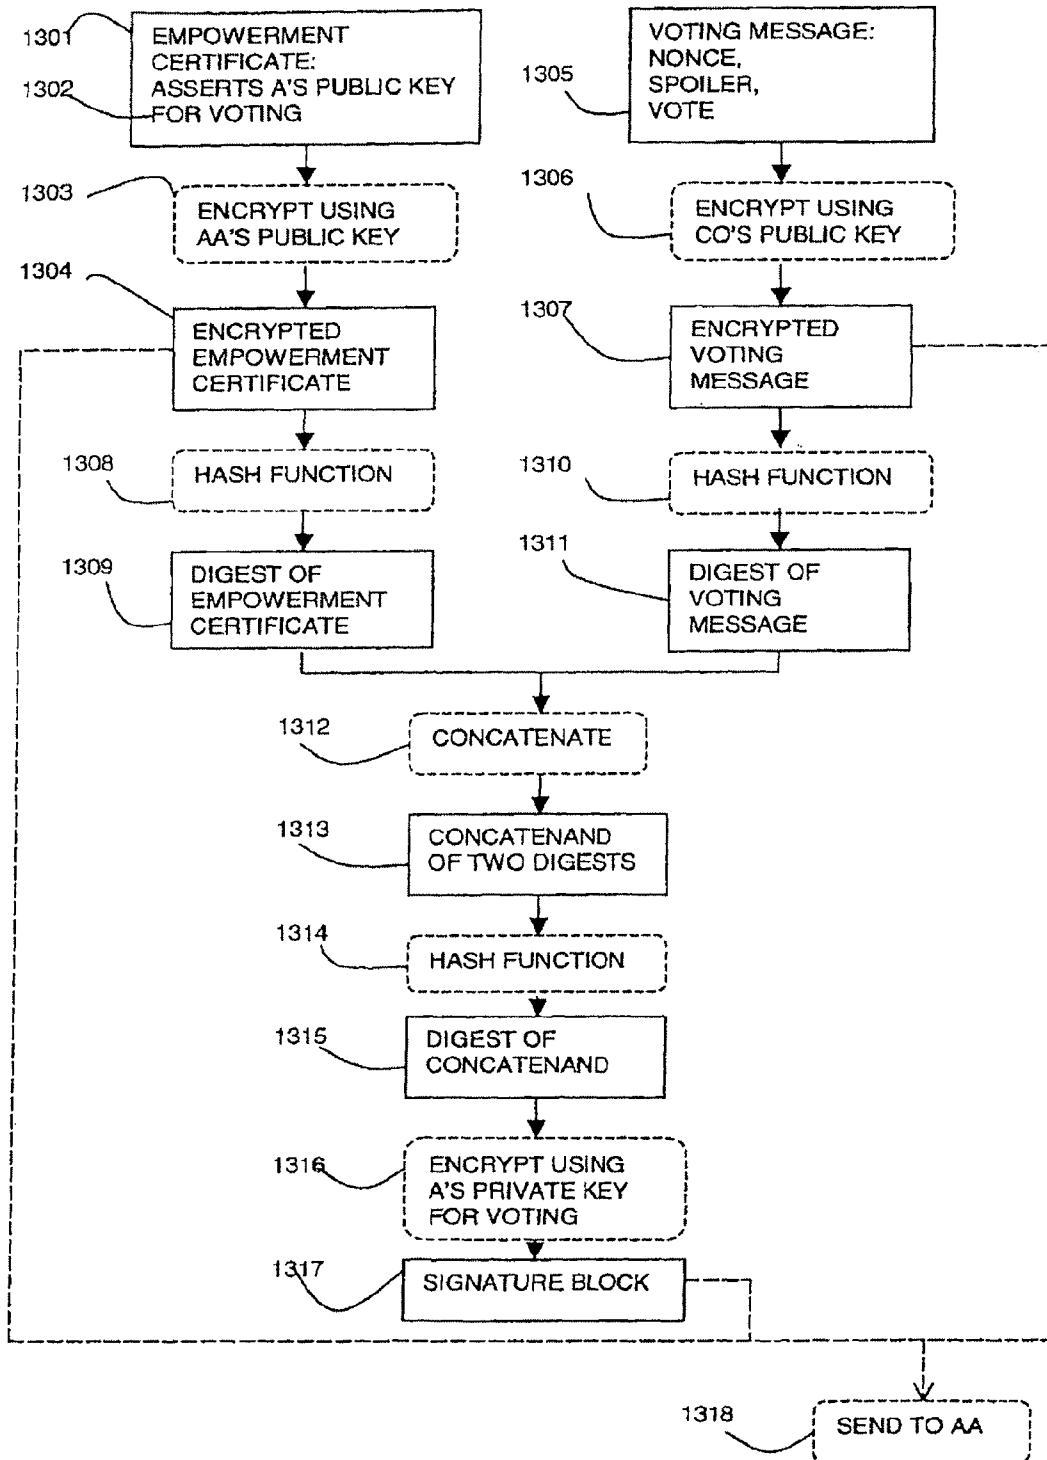 1301
EMPOWERMENT
CERTIFICATE:
ASSERTS A'S PUBLIC KEY
FOR VOTING
1302
VOTING MESSAGE:
NONCE,
SPOILER,
VOTE
1305
1303
ENCRYPT USING
AA'S PUBLIC KEY
1306
ENCRYPT USING
CO'S PUBLIC KEY
1304
ENCRYPTED
EMPOWERMENT
CERTIFICATE
1307
ENCRYPTED
VOTING
MESSAGE
1308
HASH FUNCTION
1310
HASH FUNCTION
1309
DIGEST OF
EMPOWERMENT
CERTIFICATE
1311
DIGEST OF
VOTING
MESSAGE
1312
CONCATENATE
1313
CONCATENAND
OF TWO DIGESTS
1314
HASH FUNCTION
1315
DIGEST OF
CONCATENAND
1316
ENCRYPT USING
A'S PRIVATE KEY
FOR VOTING
1317
SIGNATURE BLOCK
1318
SEND TO AA